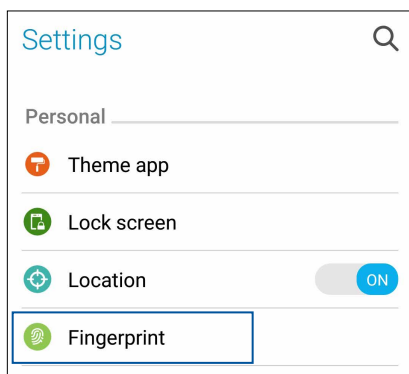 Settings
Personal
Theme app
Lock screen
Location
ON
Fingerprint